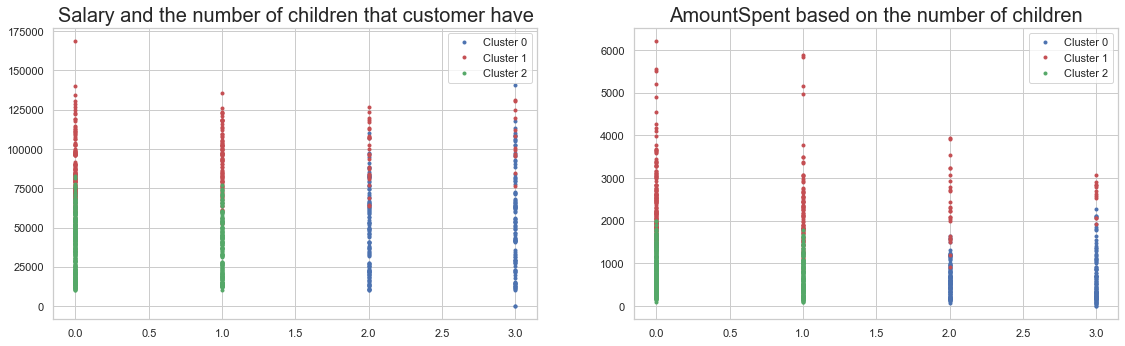 Salary and the number of children that customer have
175000
150000
125000
100000
75000
50000
25000
0
0.0 0.5 1.0 1.5 2.0 2.5 3.0
Cluster 0
Cluster 1
Cluster 2
AmountSpent based on the number of children
6000
5000
4000
3000
2000
1000
0
0.0 0.5 1.0 1.5 2.0 2.5 3.0
Cluster 0
Cluster 1
Cluster 2